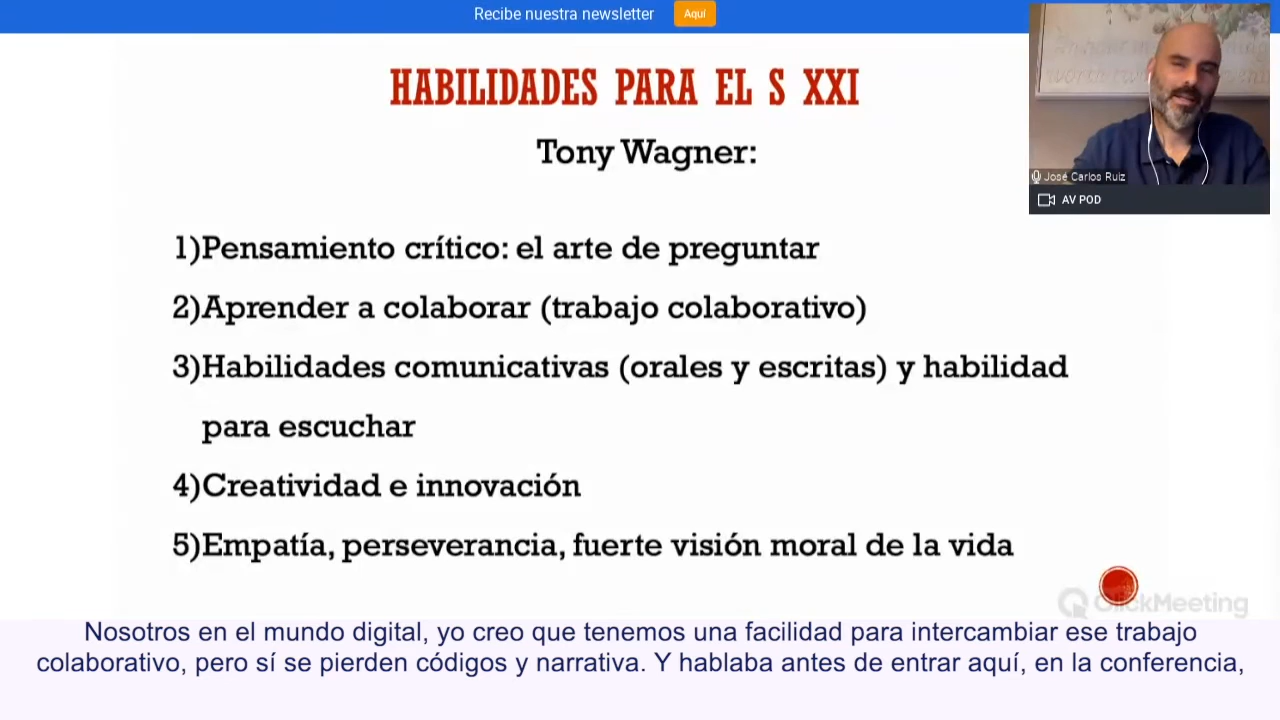 Recibe nuestra newsletter
Aquí
HABILIDADES PARA EL S XXI
Tony Wagner:
1)Pensamiento crítico: el arte de preguntar
2)Aprender a colaborar (trabajo colaborativo)
3)Habilidades comunicativas (orales y escritas) y habilidad
para escuchar
4)Creatividad e innovación
5)Empatía, perseverancia, fuerte visión moral de la vida
José Carlos Ruiz
AV POD
ClickMeeting
Nosotros en el mundo digital, yo creo que tenemos una facilidad para intercambiar ese trabajo
colaborativo, pero sí se pierden códigos y narrativa. Y hablaba antes de entrar aquí, en la conferencia,